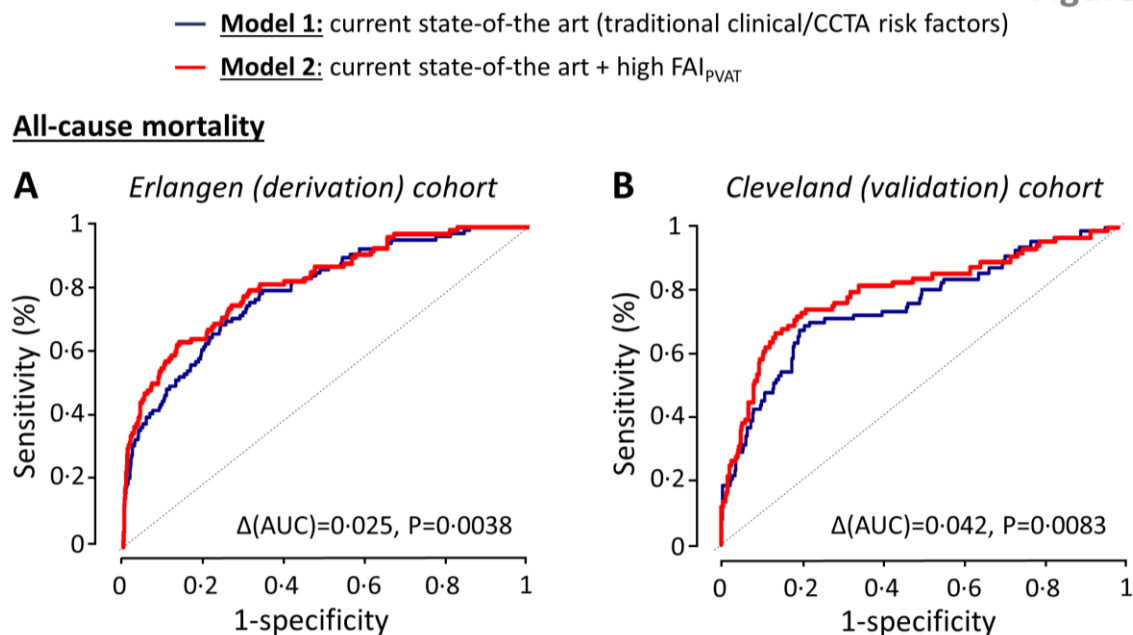 Model 1: current state-of-the art (traditional clinical/CCTA risk factors)
Model 2: current state-of-the art + high FAIPVAT
All-cause mortality
A Erlangen (derivation) cohort
Sensitivity (%)
1
0·8
0·6
0·4
0·2
0
Δ(AUC)=0·025, P=0·0038
0 0·2 0·4 0·6 0·8 1
1-specificity
B Cleveland (validation) cohort
Sensitivity (%)
1
0·8
0·6
0·4
0·2
0
Δ(AUC)=0·042, P=0·0083
0 0·2 0·4 0·6 0·8 1
1-specificity